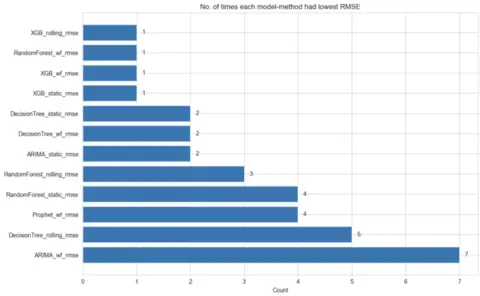 No. of times each model-method had lowest RMSE
XGB_rolling_rmse 1
RandomForest_wf_rmse 1
XGB_wf_rmse 1
XGB_static_rmse 1
DecisionTree_static_rmse 2
DecisionTree_wf_rmse 2
ARIMA_static_rmse 2
RandomForest_rolling_rmse 3
RandomForest_static_rmse 4
Prophet_wf_rmse 4
DecisionTree_rolling_rmse 5
ARIMA_wf_rmse 7
0 1 2 3 4 5 6 7
Count